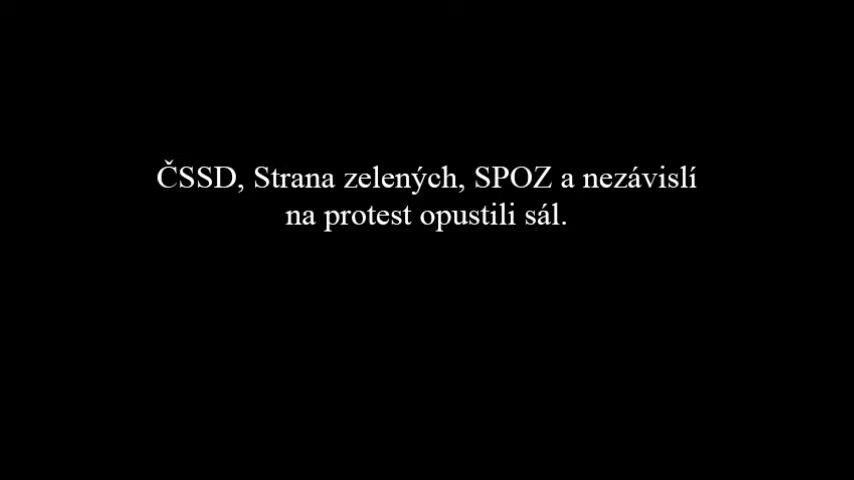 ČSSD, Strana zelených, SPOZ a nezávislí
na protest opustili sál.